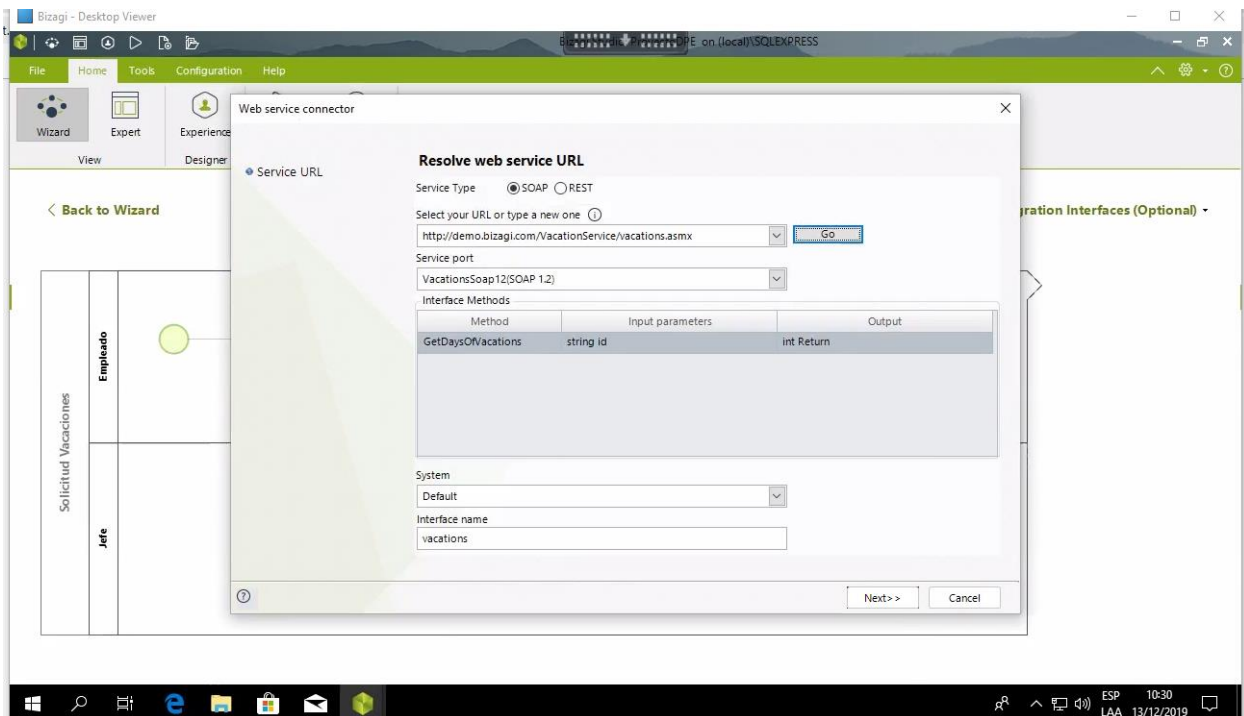 Bizagi - Desktop Viewer
PE on (local)\SQLEXPRESS
File Home Tools Configuration Help
Wizard Expert Experience
View Designer
Web service connector
Service URL
Resolve web service URL
Service Type SOAP REST
Select your URL or type a new one
http://demo.bizagi.com/VacationService/vacations.asmx Go
Service port
VacationsSoap12(SOAP 1.2)
Interface Methods
Method Input parameters Output
GetDaysOfVacations string id int Return
System
Default
Interface name
vacations
Next>> Cancel
Back to Wizard
gration Interfaces (Optional)
Solicitud Vacaciones
Empleado
Jefe
ESP 10:30
LAA 13/12/2019